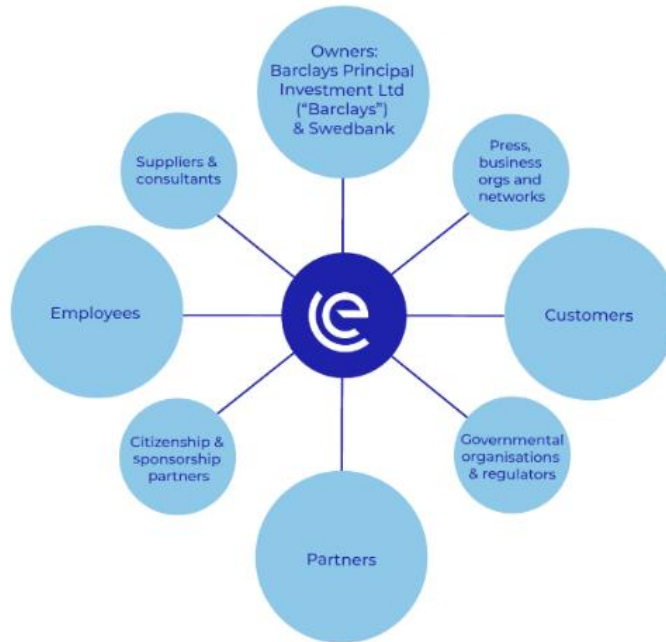 Owners:
Barclays Principal
Investment Ltd
(“Barclays”)
& Swedbank
Suppliers &
consultants
Press,
business
orgs and
networks
Employees
Customers
Citizenship &
sponsorship
partners
Governmental
organisations
& regulators
Partners